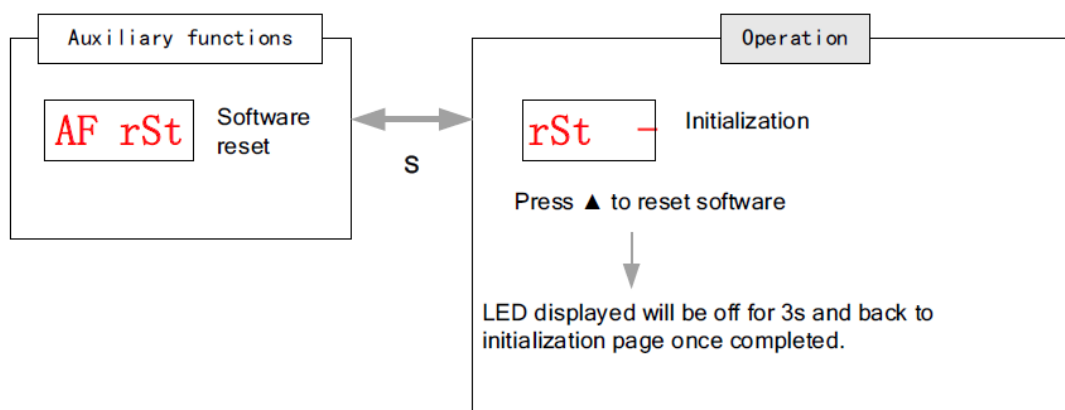 Auxiliary functions
AF rSt
Software
reset
S
Operation
rSt -
Initialization
Press ▲ to reset software
LED displayed will be off for 3s and back to
initialization page once completed.